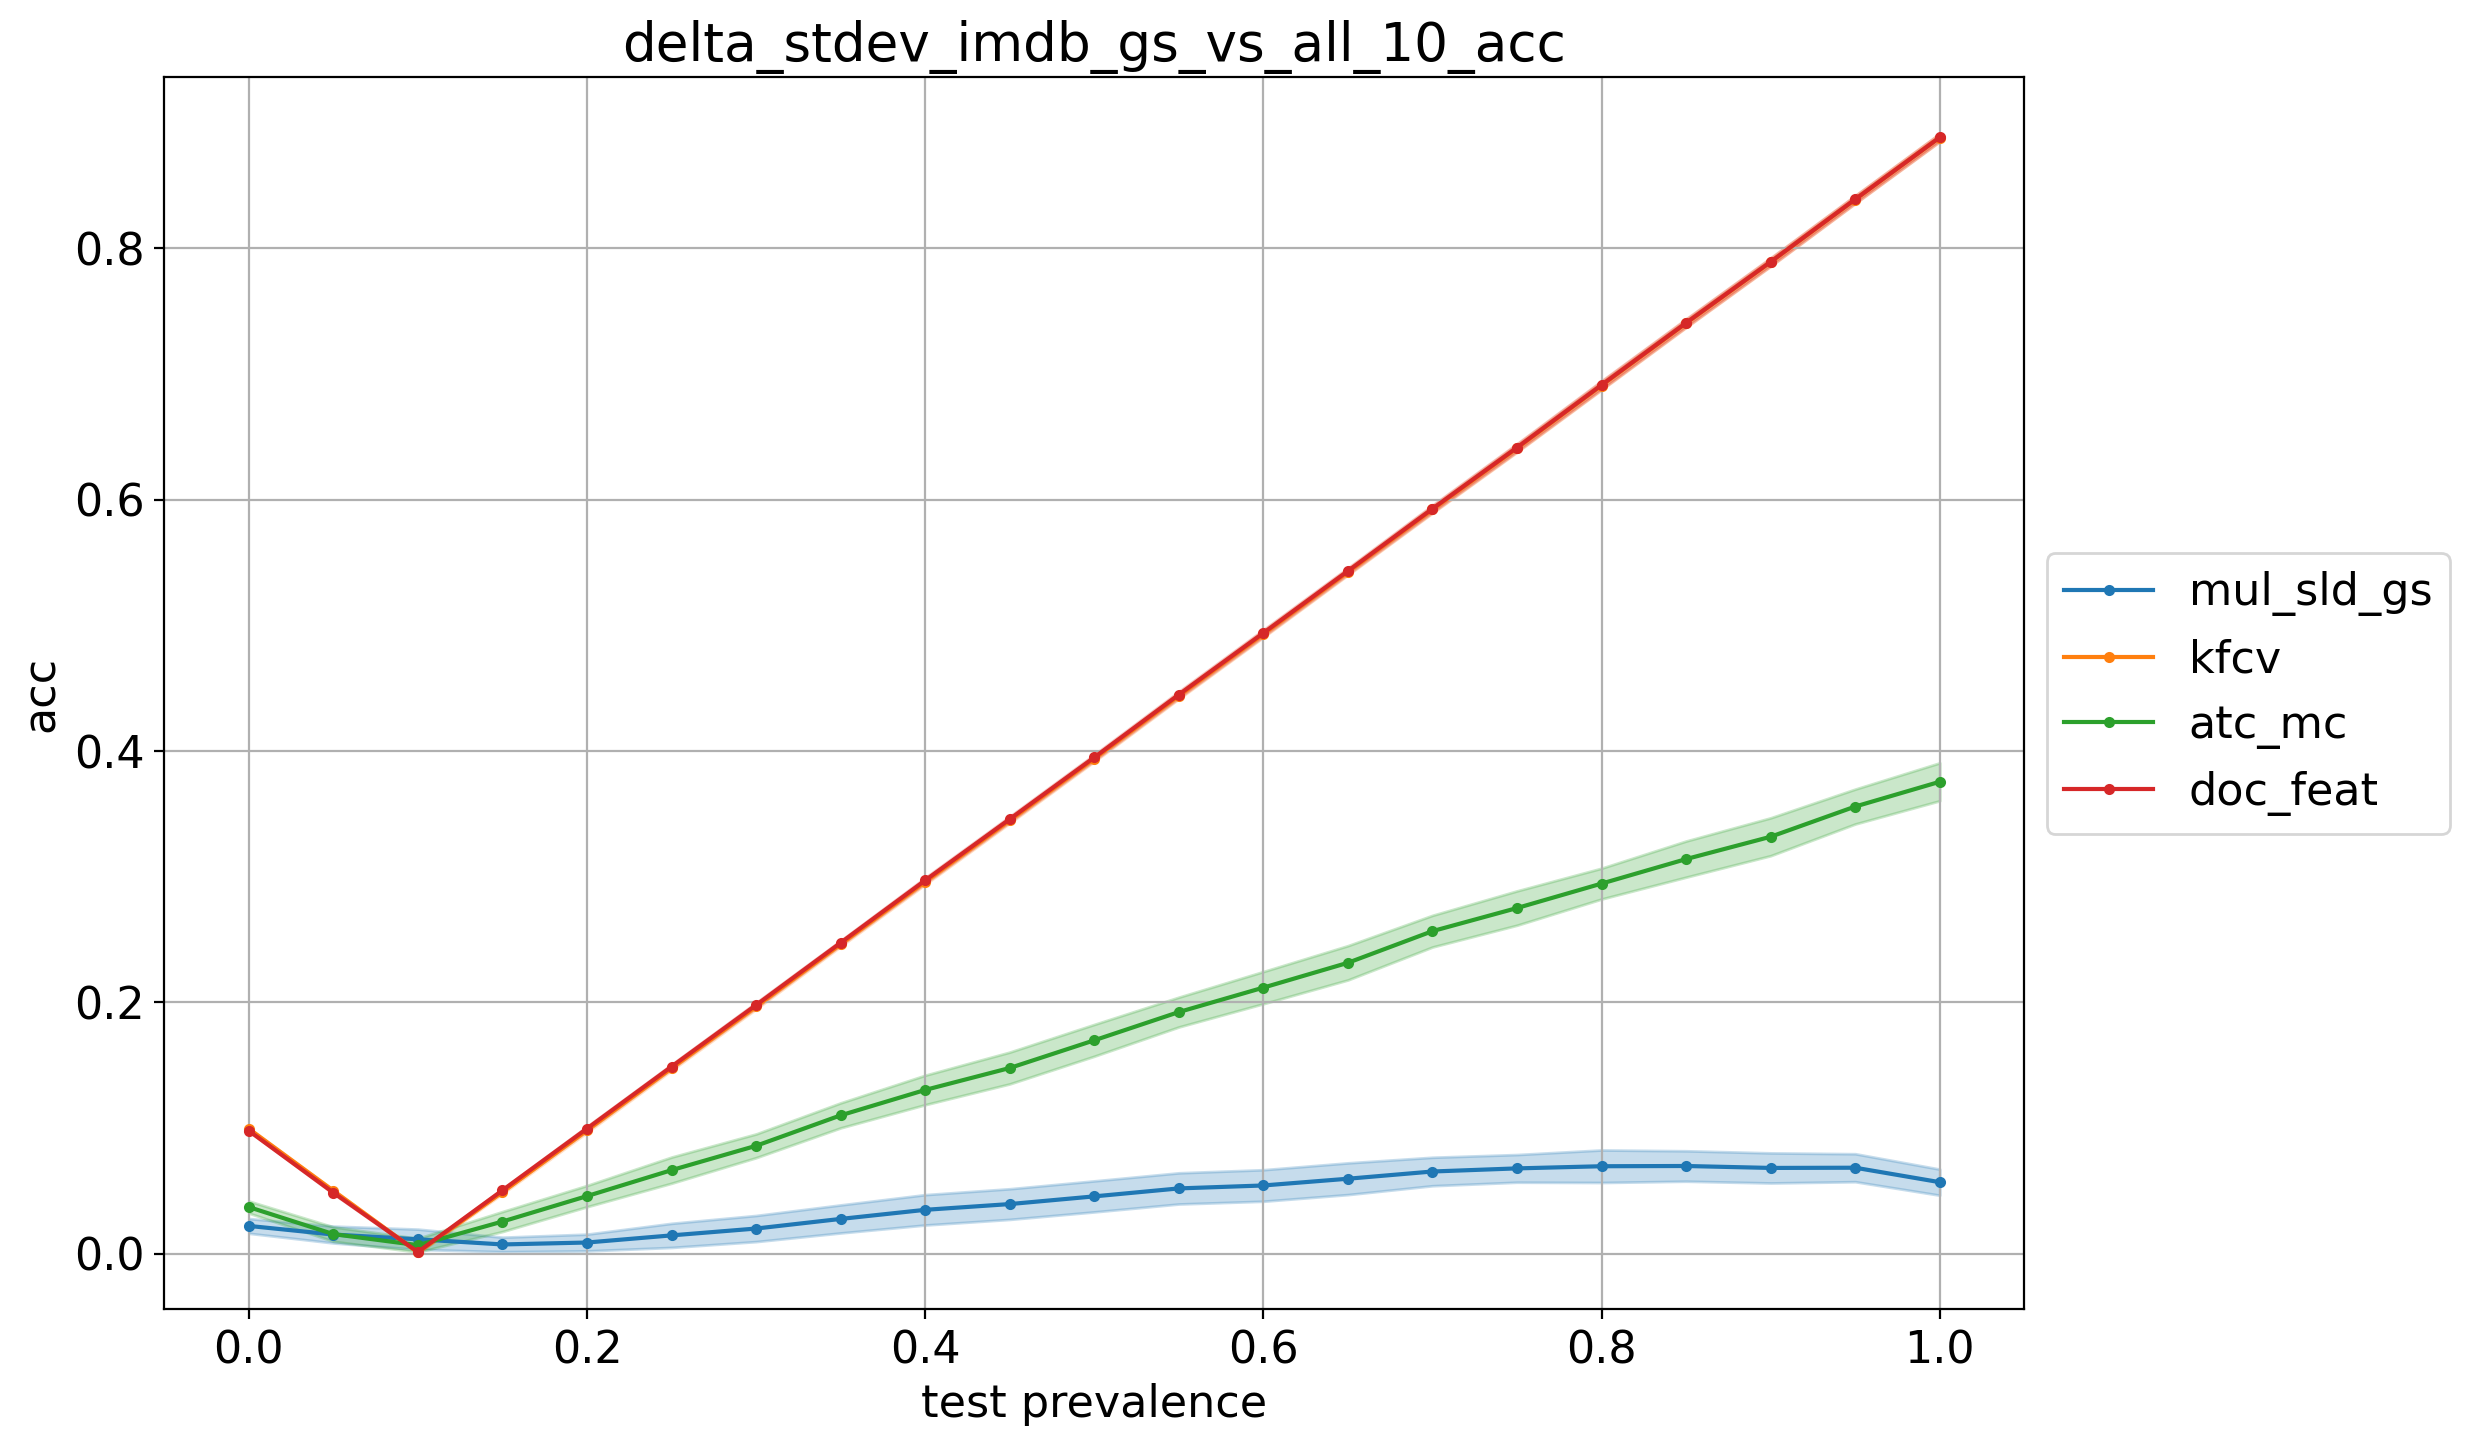 delta_stdev_imdb_gs_vs_all_10_acc
acc
0.8
0.6
0.4
0.2
0.0
0.0 0.2 0.4 0.6 0.8 1.0
test prevalence
mul_sld_gs
kfcv
atc_mc
doc_feat